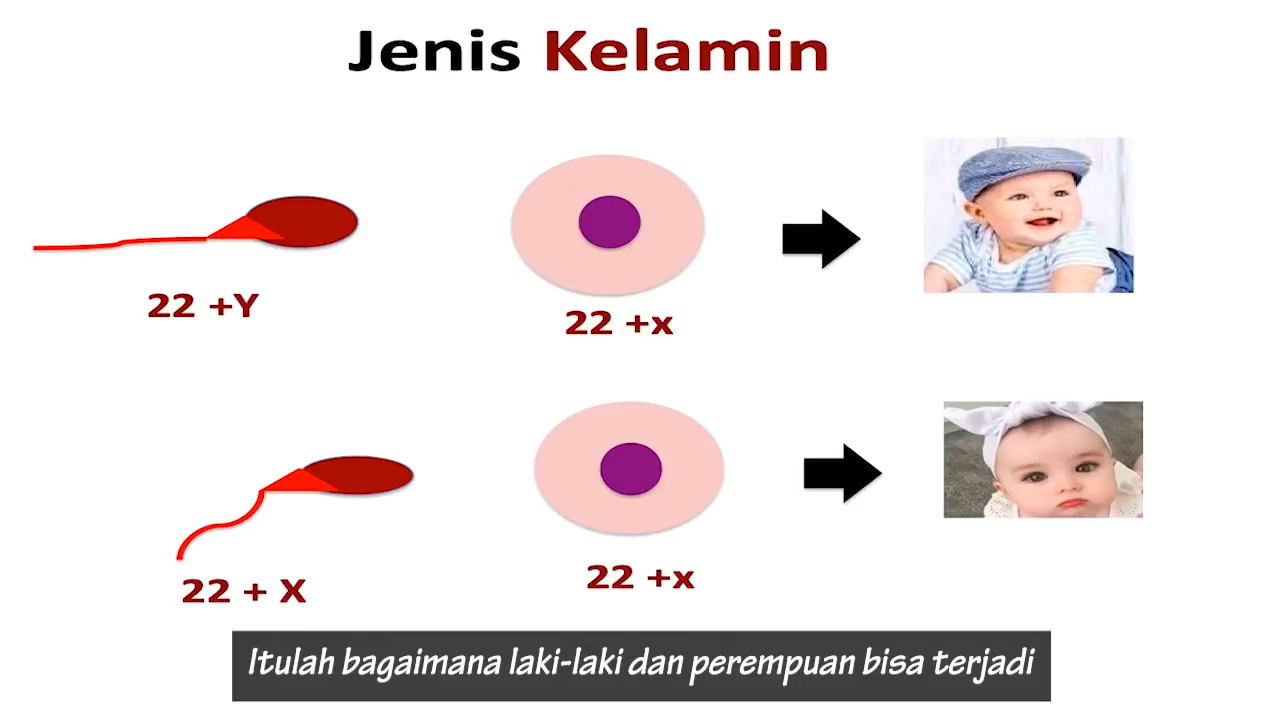 Jenis Kelamin
22 +Y
22 +x
22 + X
22 +x
Itulah bagaimana laki-laki dan perempuan bisa terjadi